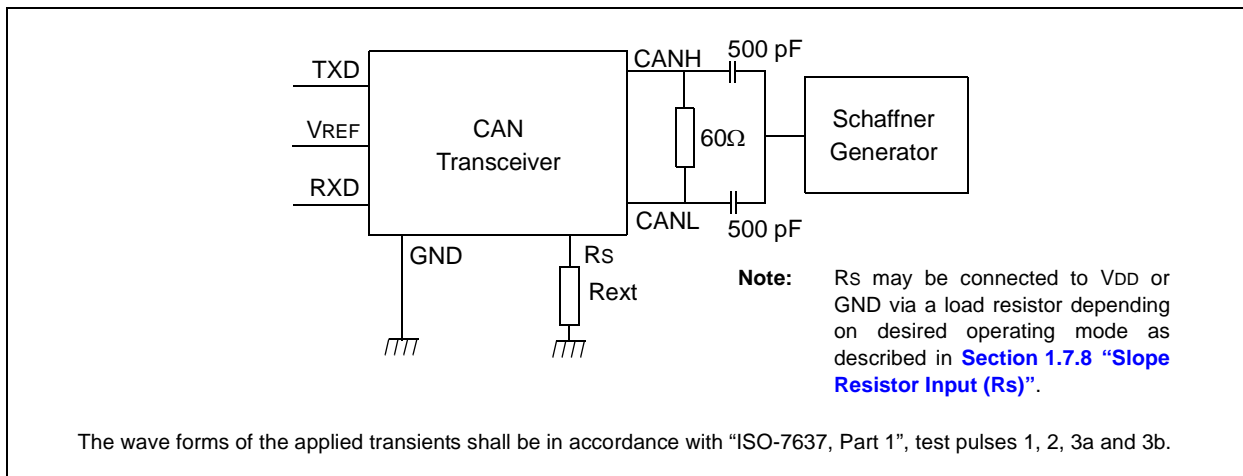 500 pF
CANH
TXD
VREF
RXD
CAN
Transceiver
60Ω
Schaffner
Generator
CANL
500 pF
GND
RS
Rext
Note: RS may be connected to VDD or
GND via a load resistor depending
on desired operating mode as
described in Section 1.7.8 “Slope
Resistor Input (Rs)”.
The wave forms of the applied transients shall be in accordance with “ISO-7637, Part 1”, test pulses 1, 2, 3a and 3b.